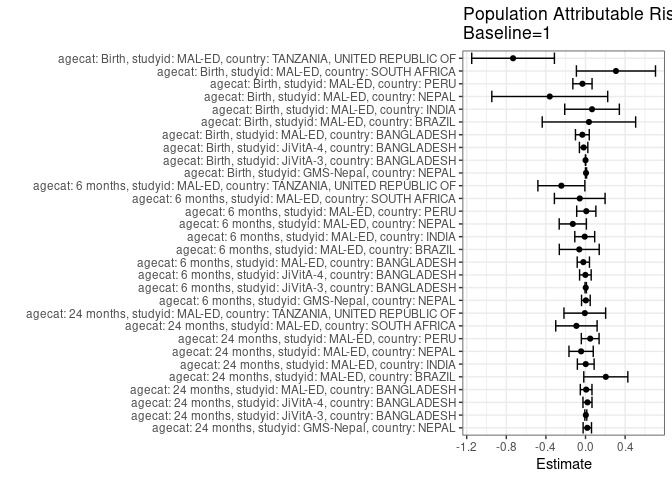 Population Attributable Ris
Baseline=1
agecat: Birth, studyid: MAL-ED, country: TANZANIA, UNITED REPUBLIC OF
agecat: Birth, studyid: MAL-ED, country: SOUTH AFRICA
agecat: Birth, studyid: MAL-ED, country: PERU
agecat: Birth, studyid: MAL-ED, country: NEPAL
agecat: Birth, studyid: MAL-ED, country: INDIA
agecat: Birth, studyid: MAL-ED, country: BRAZIL
agecat: Birth, studyid: MAL-ED, country: BANGLADESH
agecat: Birth, studyid: JiVitA-4, country: BANGLADESH
agecat: Birth, studyid: JiVitA-3, country: BANGLADESH
agecat: Birth, studyid: GMS-Nepal, country: NEPAL
agecat: 6 months, studyid: MAL-ED, country: TANZANIA, UNITED REPUBLIC OF
agecat: 6 months, studyid: MAL-ED, country: SOUTH AFRICA
agecat: 6 months, studyid: MAL-ED, country: PERU
agecat: 6 months, studyid: MAL-ED, country: NEPAL
agecat: 6 months, studyid: MAL-ED, country: INDIA
agecat: 6 months, studyid: MAL-ED, country: BRAZIL
agecat: 6 months, studyid: MAL-ED, country: BANGLADESH
agecat: 6 months, studyid: JiVitA-4, country: BANGLADESH
agecat: 6 months, studyid: JiVitA-3, country: BANGLADESH
agecat: 6 months, studyid: GMS-Nepal, country: NEPAL
agecat: 24 months, studyid: MAL-ED, country: TANZANIA, UNITED REPUBLIC OF
agecat: 24 months, studyid: MAL-ED, country: SOUTH AFRICA
agecat: 24 months, studyid: MAL-ED, country: PERU
agecat: 24 months, studyid: MAL-ED, country: NEPAL
agecat: 24 months, studyid: MAL-ED, country: INDIA
agecat: 24 months, studyid: MAL-ED, country: BRAZIL
agecat: 24 months, studyid: MAL-ED, country: BANGLADESH
agecat: 24 months, studyid: JiVitA-4, country: BANGLADESH
agecat: 24 months, studyid: JiVitA-3, country: BANGLADESH
agecat: 24 months, studyid: GMS-Nepal, country: NEPAL
-1.2 -0.8 -0.4 0.0 0.4
Estimate